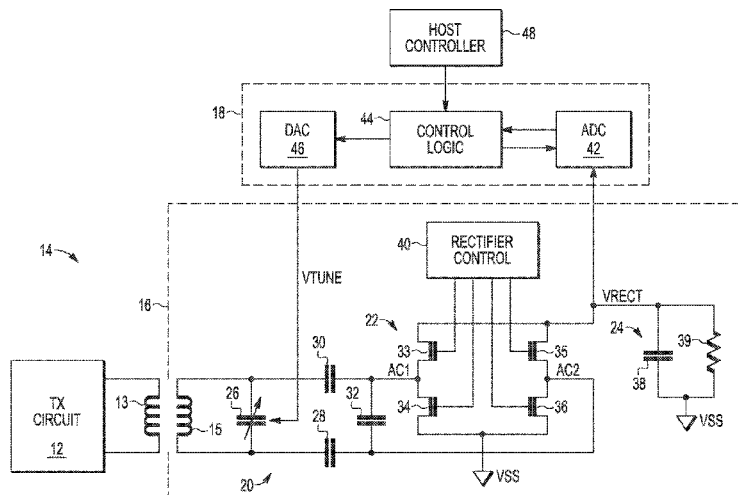 HOST
CONTROLLER
48
18
44
DAC
46
CONTROL
LOGIC
ADC
42
14
16
VTUNE
40
RECTIFIER
CONTROL
VRECT
22
24
39
30
33
35
38
AC1
AC2
TX
CIRCUIT
12
13
15
26
32
34
36
28
VSS
20
VSS